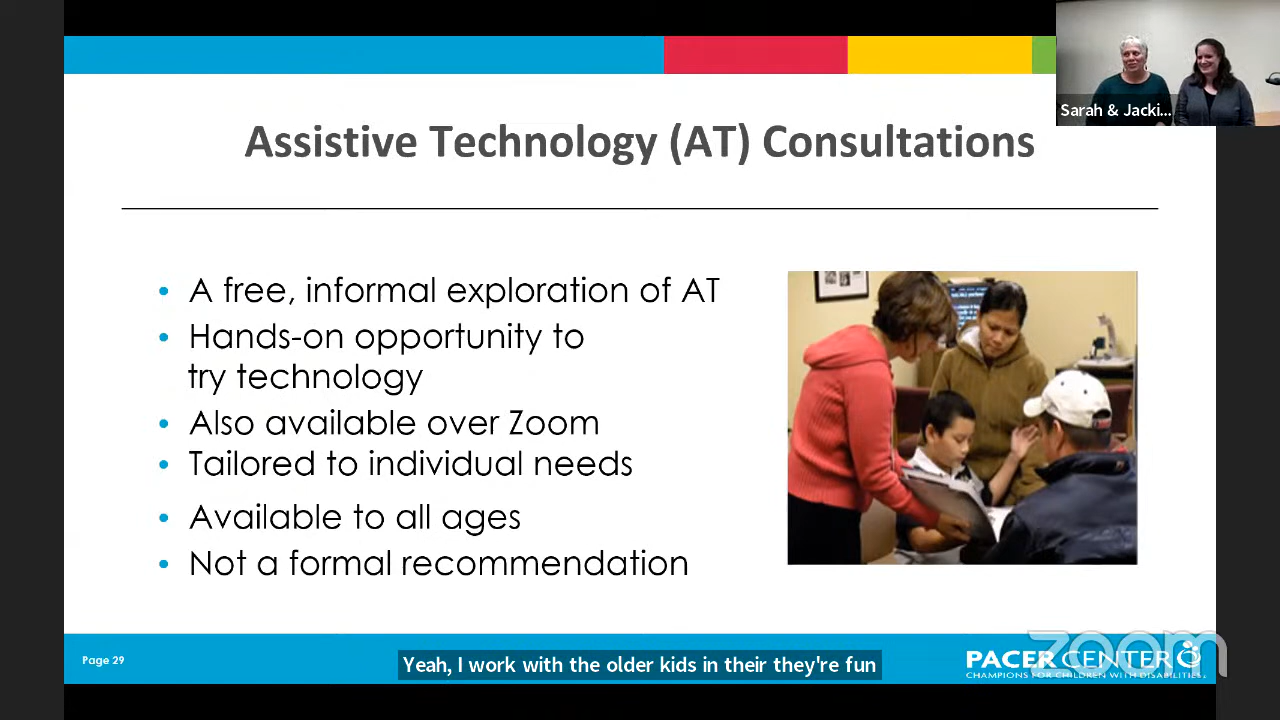 Sarah & Jacki...
Assistive Technology (AT) Consultations
• A free, informal exploration of AT
• Hands-on opportunity to
try technology
• Also available over Zoom
• Tailored to individual needs
• Available to all ages
• Not a formal recommendation
Page 29
Yeah, I work with the older kids in their they're fun
PACER CENTER
CHAMPIONS FOR CHILDREN WITH DISABILITIES
zoom